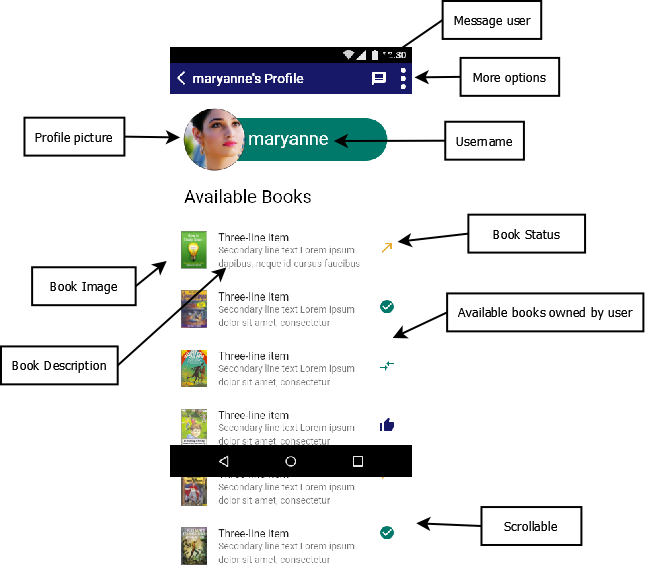 Message user
maryanne's Profile
More options
Profile picture
maryanne
Username
Available Books
Three-line item
Secondary line text Lorem ipsum
dapibus, neque id cursus faucibus
Book Status
Book Image
Three-line item
Secondary line text Lorem ipsum
dolor sit amet, consectetur
Available books owned by user
Book Description
Three-line item
Secondary line text Lorem ipsum
dolor sit amet, consectetur
Three-line item
Secondary line text Lorem ipsum
dolor sit amet, consectetur
Secondary line text Lorem ipsum
dolor sit amet, consectetur
Three-line item
Secondary line text Lorem ipsum
dolor sit amet, consectetur
Scrollable